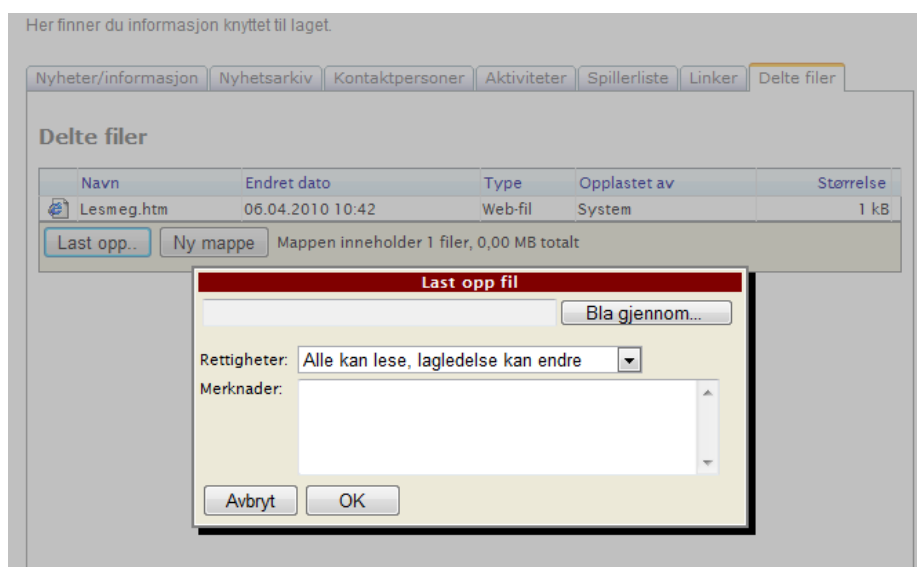 Her finner du informasjon knyttet til laget.
Nyheter/informasjon Nyhetsarkiv Kontaktpersoner Aktiviteter Spillerliste Linker Delte filer
Delte filer
Navn Endret dato Type Opplastet av Størrelse
Lesmeg.htm 06.04.2010 10:42 Web-fil System 1 kB
Last opp.. Ny mappe Mappen inneholder 1 filer, 0,00 MB totalt
Last opp fil
Bla gjennom...
Rettigheter: Alle kan lese, lagledelse kan endre
Merknader:
Avbryt OK